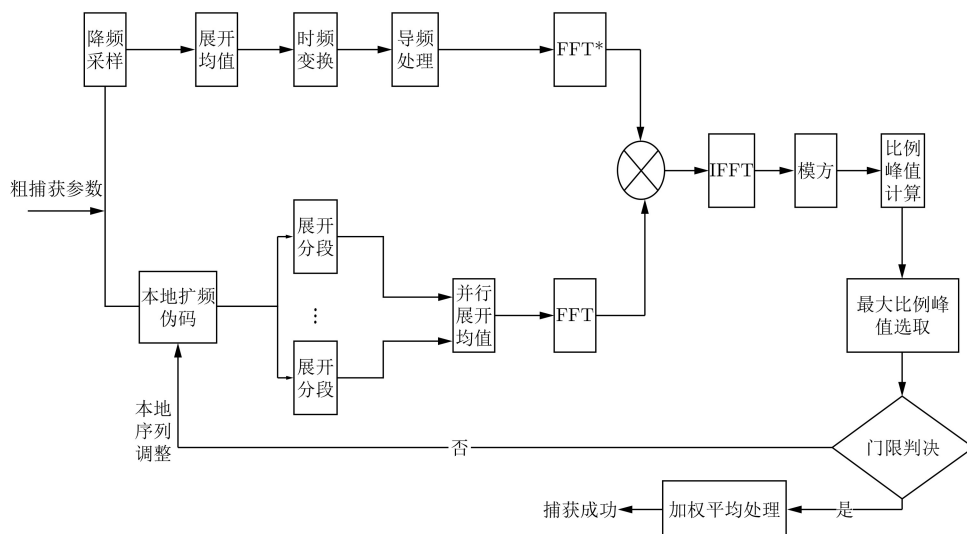 降频
采样
展开
均值
时频
变换
导频
处理
FFT*
粗捕获参数
IFFT
模方
比例
峰值
计算
展开
分段
本地扩频
伪码
⋮
展开
分段
并行
展开
均值
FFT
最大比例峰
值选取
本地
序列
调整
否
门限判决
捕获成功
加权平均处理
是